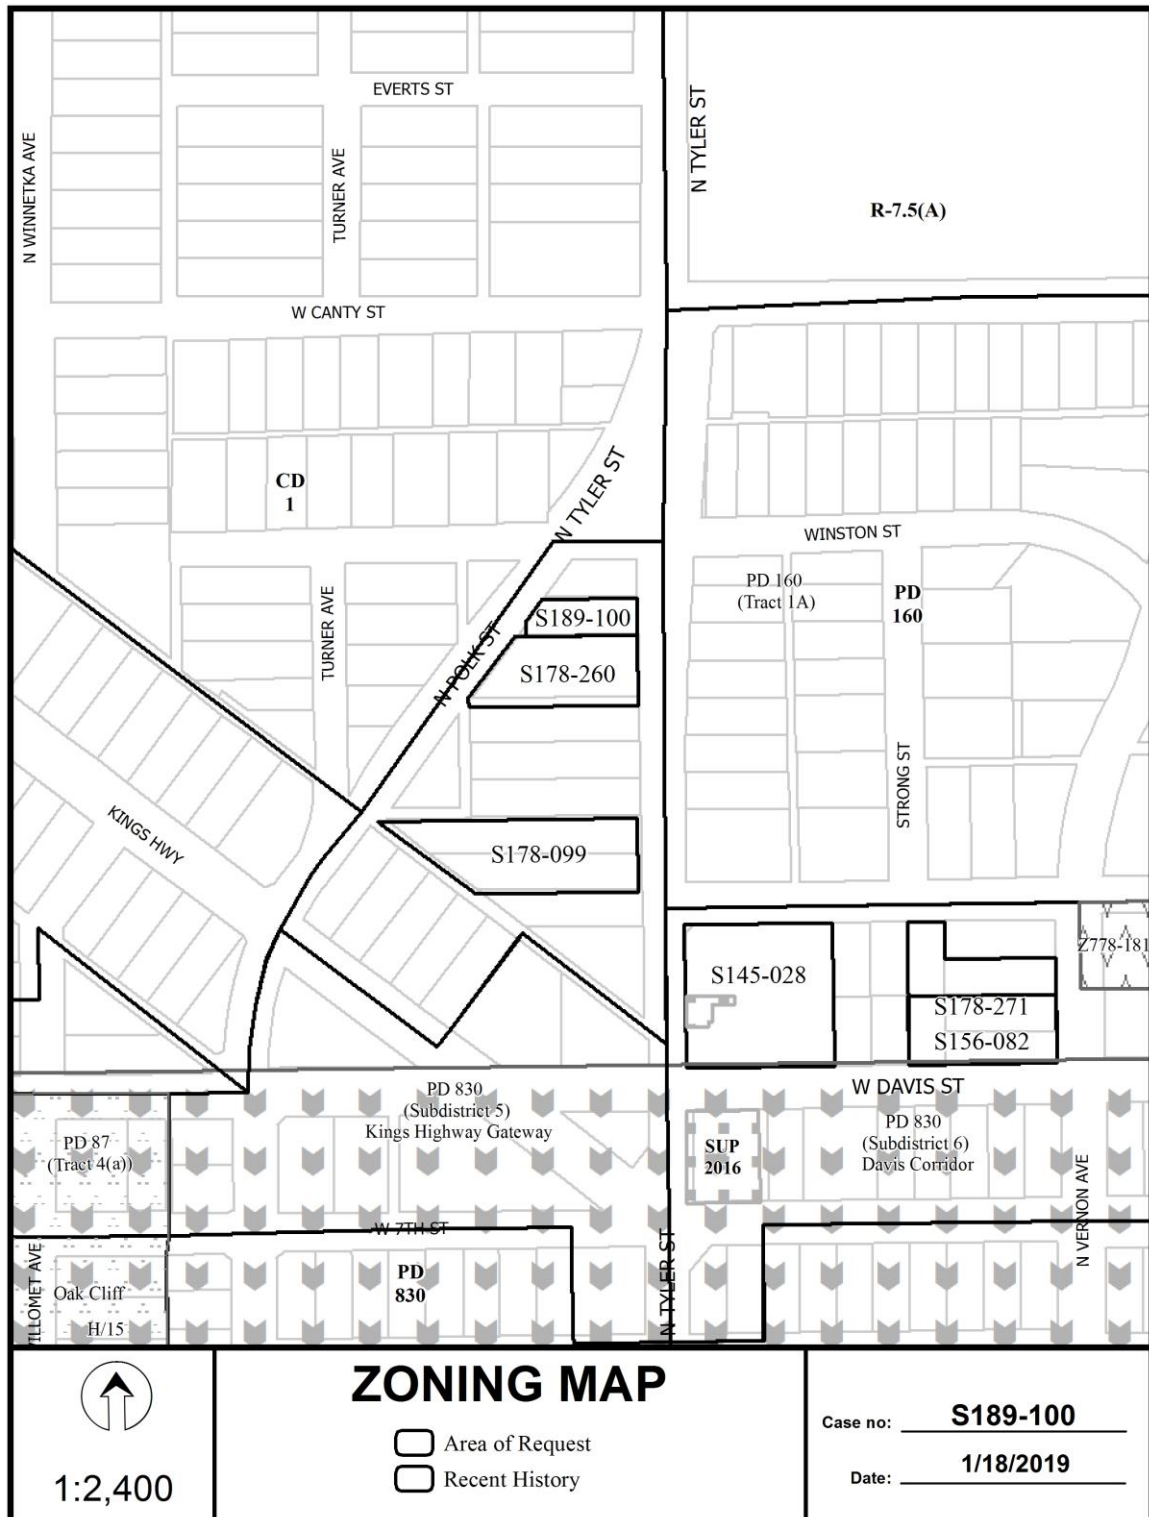 EVERTS ST
N TYLER ST
N WINNETKA AVE
TURNER AVE
R-7.5(A)
W CANTY ST
CD
1
N TYLER ST
WINSTON ST
PD 160
(Tract 1A)
PD
160
TURNER AVE
S189-100
N POLK ST
S178-260
STRONG ST
KINGS HWY
S178-099
Z778-181
S145-028
S178-271
S156-082
W DAVIS ST
PD 830
(Subdistrict 5)
Kings Highway Gateway
PD 87
(Tract 4(a))
SUP
2016
PD 830
(Subdistrict 6)
Davis Corridor
N VERNON AVE
W 7TH ST
N TYLER ST
ILLOMET AVE
Oak Cliff
H/15
PD
830
1:2,400
ZONING MAP
Area of Request
Recent History
Case no: S189-100
Date: 1/18/2019